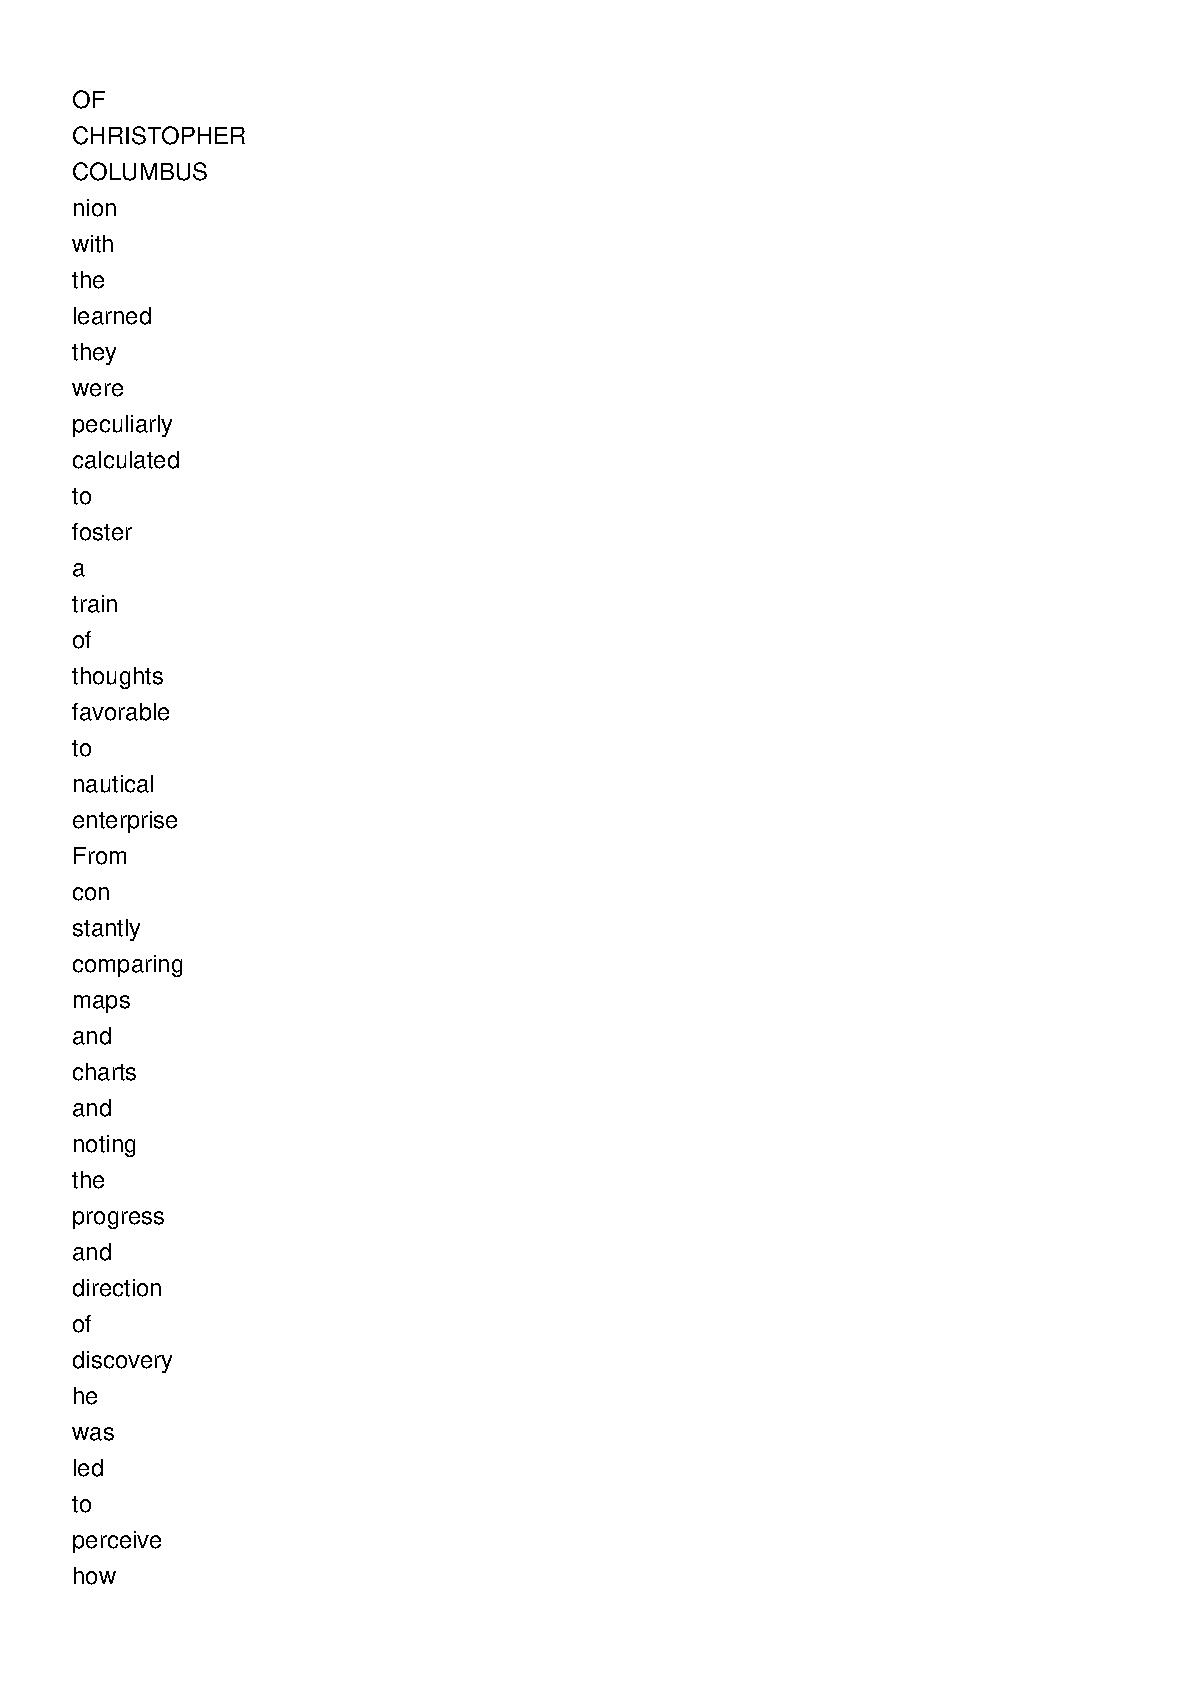 OF
CHRISTOPHER
COLUMBUS
nion
with
the
learned
they
were
peculiarly
calculated
to
foster
a
train
of
thoughts
favorable
to
nautical
enterprise
From
con
stantly
comparing
maps
and
charts
and
noting
the
progress
and
direction
of
discovery
he
was
led
to
perceive
how